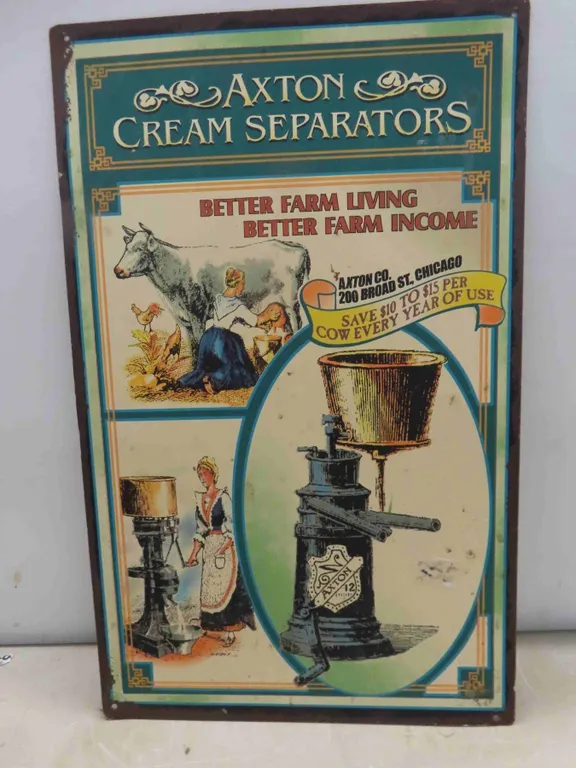 AXTON
CREAM SEPARATORS
BETTER FARM LIVING
BETTER FARM INCOME
AXTON CO.
200 BROAD ST., CHICAGO
SAVE $10 TO $15 PER
COW EVERY YEAR OF USE
AXTON
12